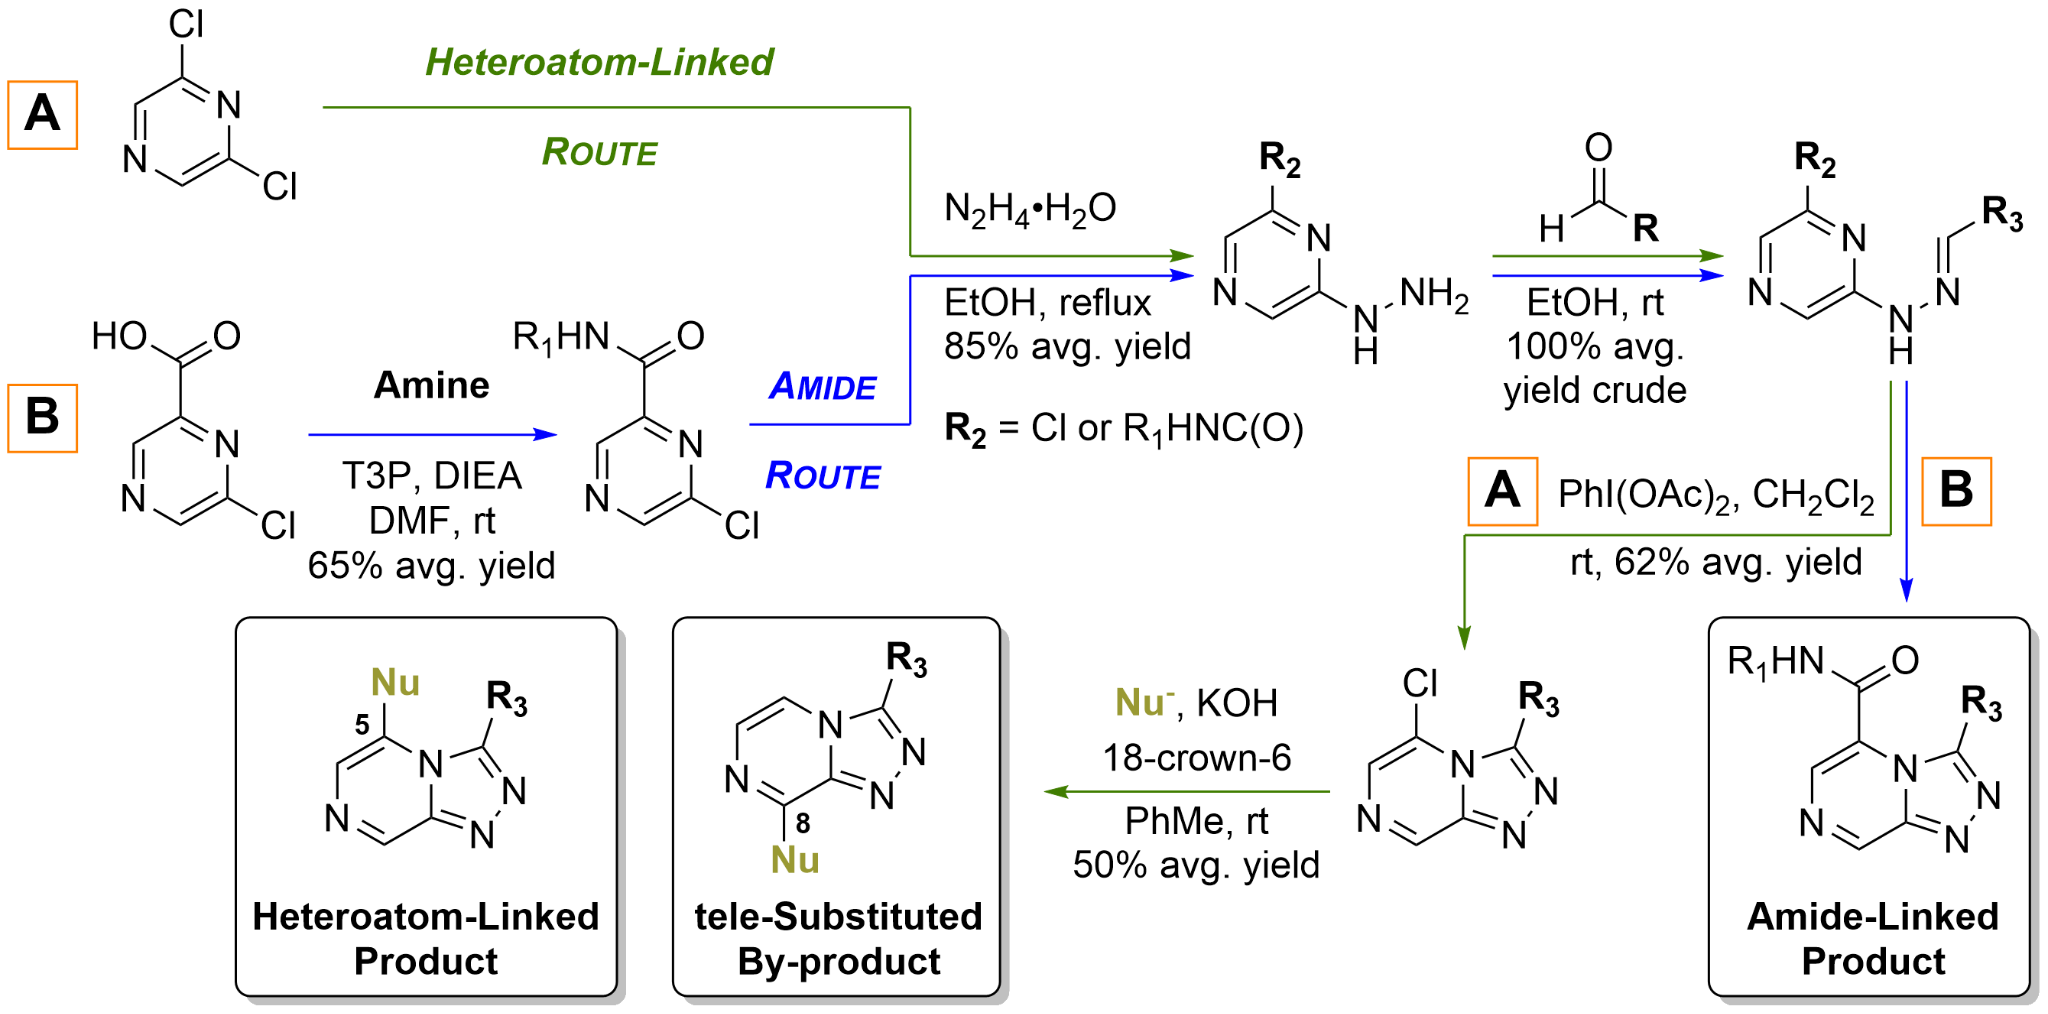 A
Cl
N
N
Cl
Heteroatom-Linked
ROUTE
B
HO
O
N
N
Cl
Amine
T3P, DIEA
DMF, rt
65% avg. yield
R1HN
O
N
N
Cl
AMIDE
ROUTE
N2H4•H2O
EtOH, reflux
85% avg. yield
R2 = Cl or R1HNC(O)
R2
N
N
NH2
N
H
O
H
R
EtOH, rt
100% avg.
yield crude
R2
R3
N
N
N
N
H
A
PhI(OAc)2, CH2Cl2
rt, 62% avg. yield
B
Cl
R3
N
N
N
N
Nu-, KOH
18-crown-6
PhMe, rt
50% avg. yield
Nu
5
R3
N
N
N
N
Heteroatom-Linked
Product
R3
N
N
N
N
8
Nu
tele-Substituted
By-product
R1HN
O
R3
N
N
N
N
Amide-Linked
Product